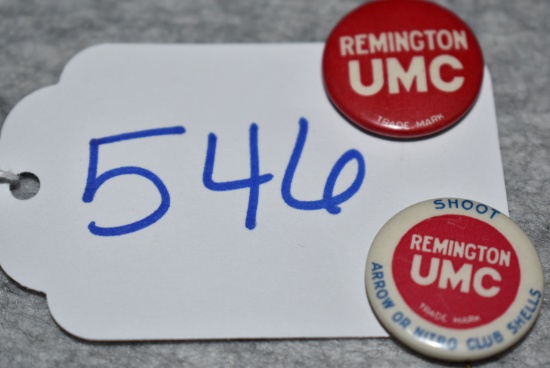 REMINGTON
UMC
TRADE MARK
546
SHOOT
REMINGTON
UMC
TRADE MARK
ARROW OR NITRO CLUB SHELLS